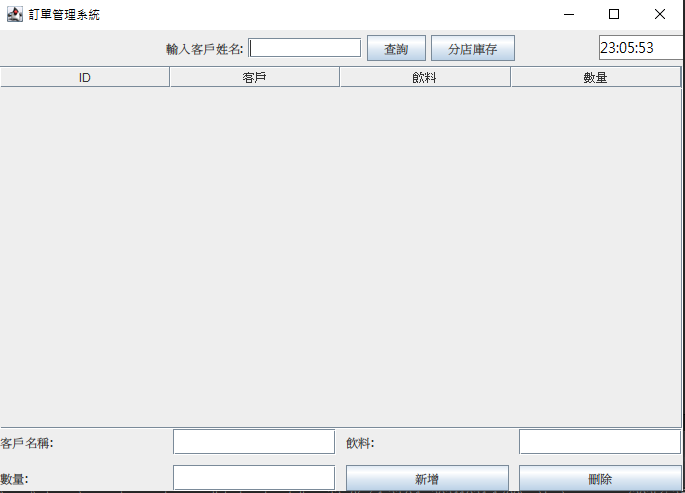 訂單管理系統
輸入客戶姓名: 查詢 分店庫存 23:05:53
ID 客戶 飲料 數量
客戶名稱: 飲料:
數量: 新增 刪除